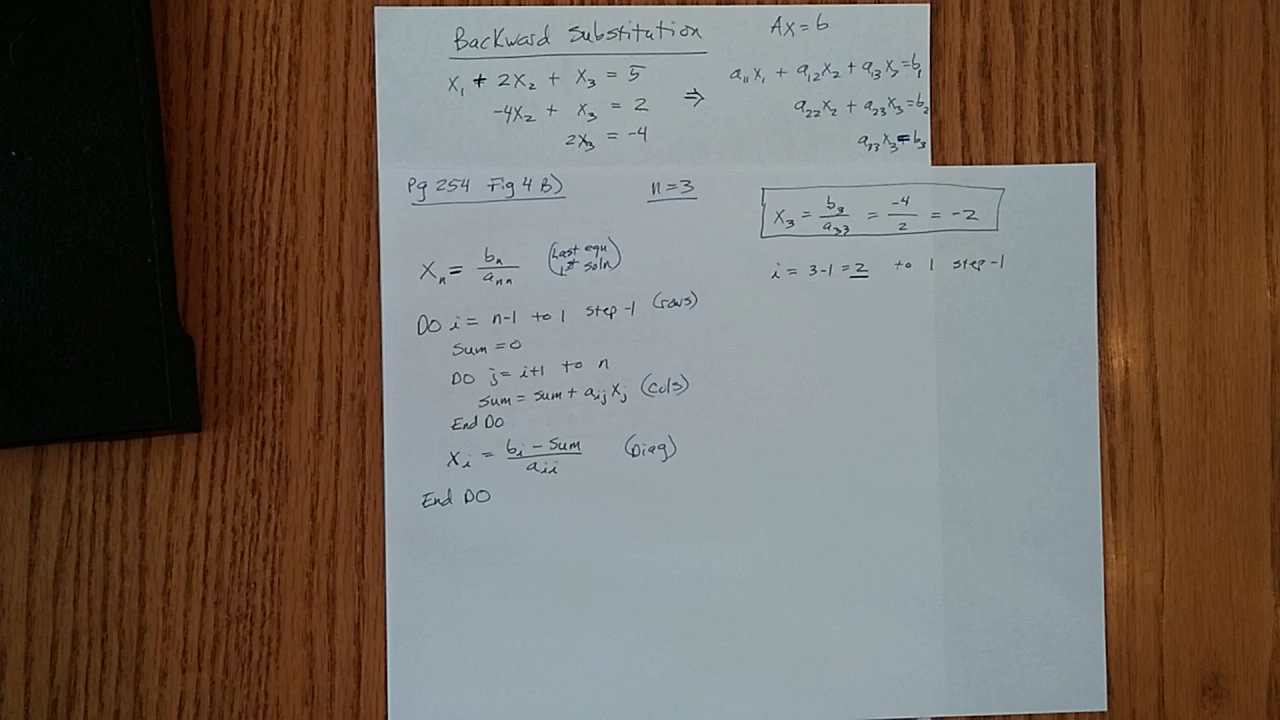 Backward Substitution
Ax = b
x₁ + 2x₂ + x₃ = 5
-4x₂ + x₃ = 2
2x₃ = -4
⇒
a₁₁x₁ + a₁₂x₂ + a₁₃x₃ = b₁
a₂₂x₂ + a₂₃x₃ = b₂
a₃₃x₃ = b₃
Pg 254 Fig 4 B)
n = 3
xₙ = bₙ / aₙₙ (Last equ 1st soln)
DO i = n-1 to 1 step -1 (rows)
sum = 0
DO j = i+1 to n
sum = sum + aᵢⱼ xⱼ (cols)
End DO
xᵢ = (bᵢ - sum) / aᵢᵢ (Diag)
End DO
x₃ = b₃ / a₃₃ = -4 / 2 = -2
i = 3-1 = 2 to 1 step -1